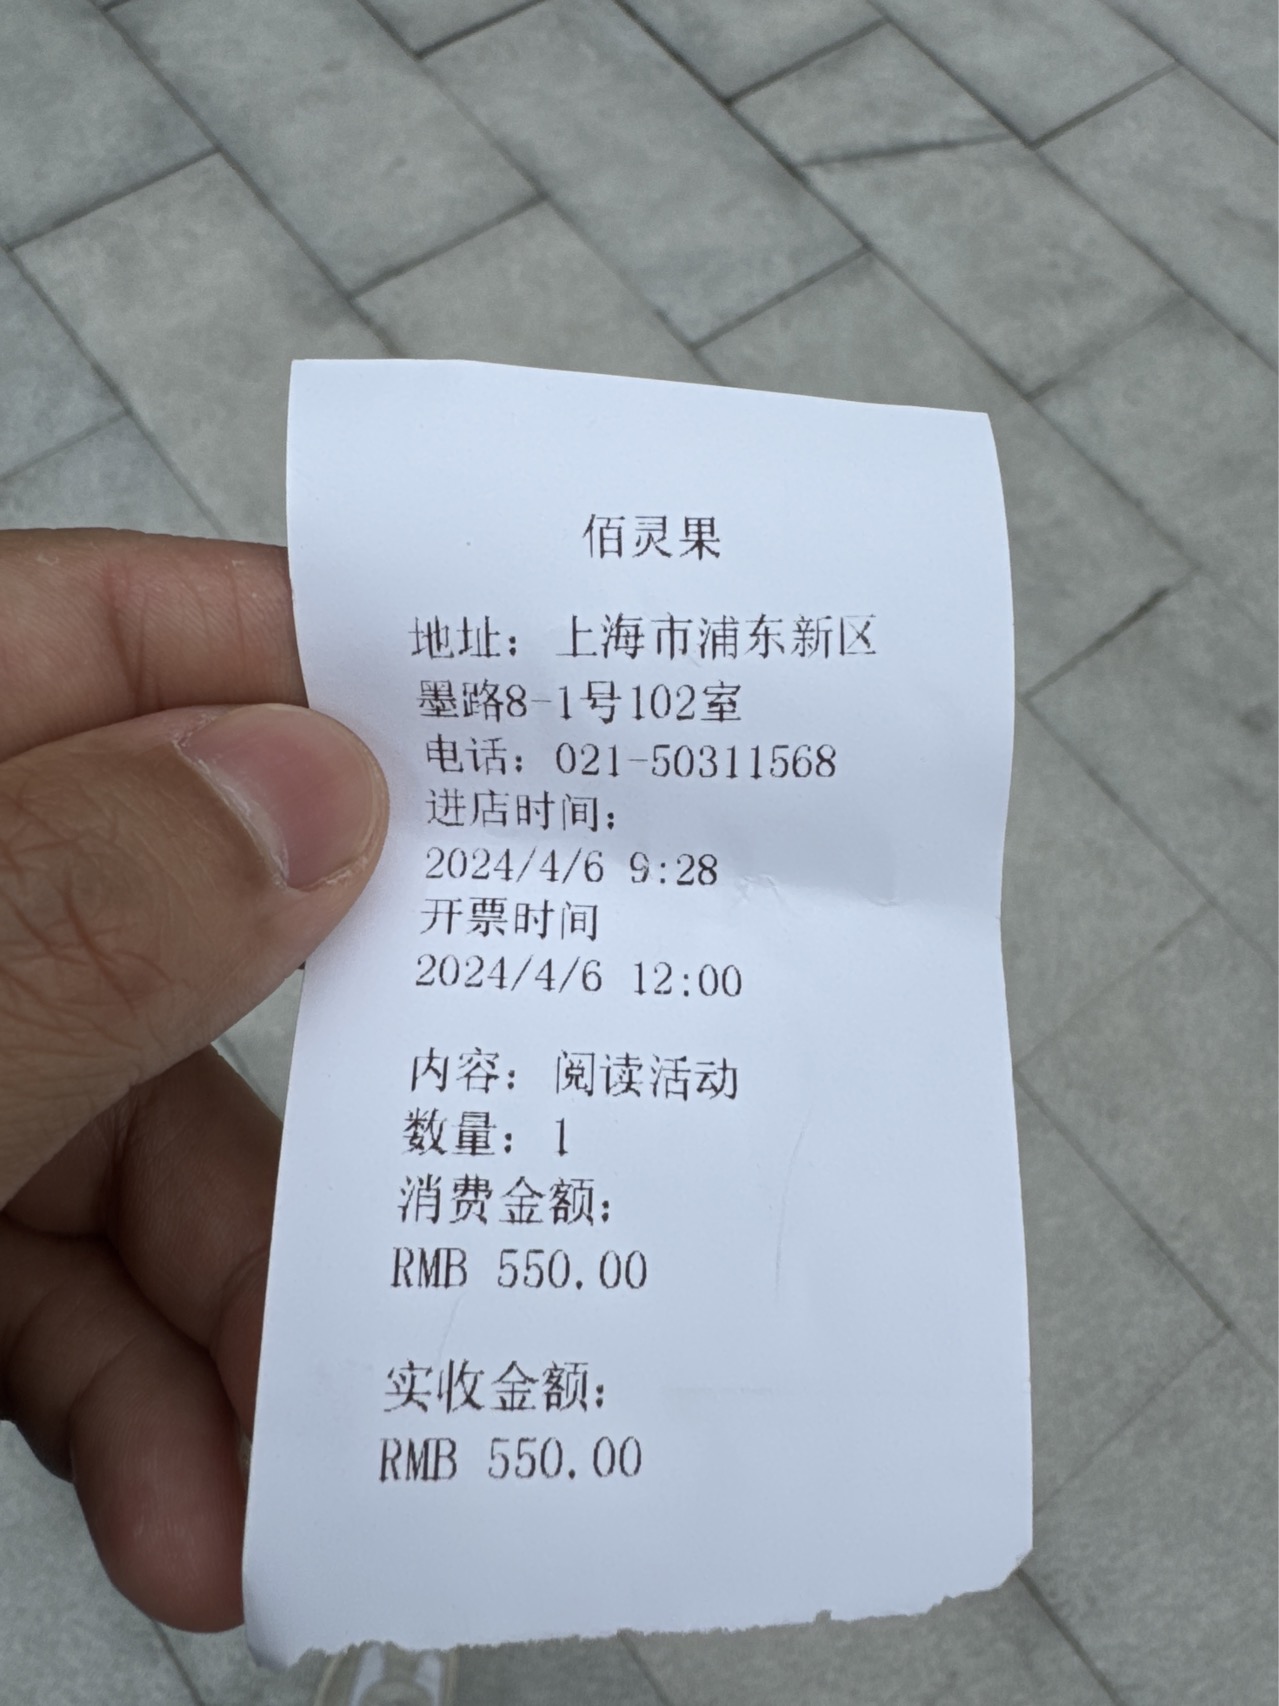 佰灵果
地址：上海市浦东新区
墨路8-1号102室
电话：021-50311568
进店时间：
2024/4/6 9:28
开票时间
2024/4/6 12:00
内容：阅读活动
数量：1
消费金额：
RMB 550.00
实收金额：
RMB 550.00